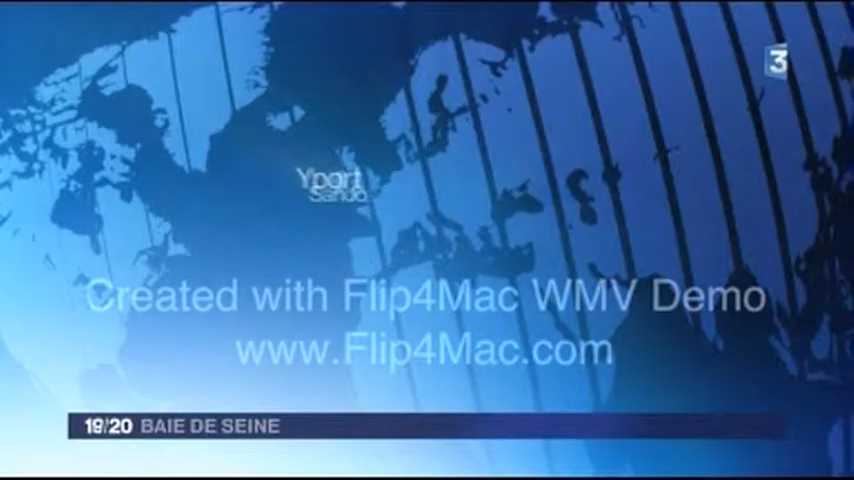 3
Yport
Created with Flip4Mac WMV Demo
www.Flip4Mac.com
19/20 BAIE DE SEINE